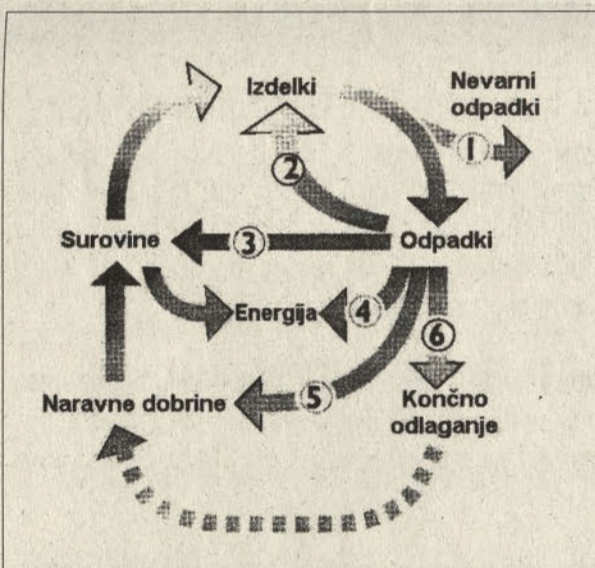 Izdelki
Nevarni
odpadki
1
2
Surovine
3
Odpadki
Energija
4
6
Naravne dobrine
5
Končno
odlaganje